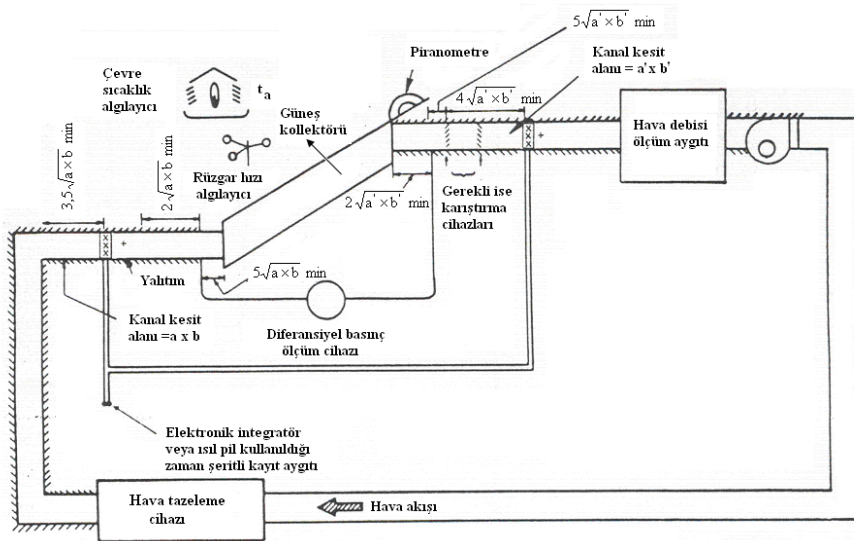 5√a' × b' min
Piranometre
Kanal kesit
alanı = a' x b'
Çevre
sıcaklık
algılayıcı
ta
Güneş
kollektörü
4√a' × b' min
Hava debisi
ölçüm aygıtı
Rüzgar hızı
algılayıcı
3,5√a×b min
2√a×b min
2√a' × b' min
Gerekli ise
karıştırma
cihazları
Yalıtım
5√a×b min
Kanal kesit
alanı =a x b
Diferansiyel basınç
ölçüm cihazı
Elektronik integratör
veya ısıl pil kullanıldığı
zaman şeritli kayıt aygıtı
Hava tazeleme
cihazı
Hava akışı